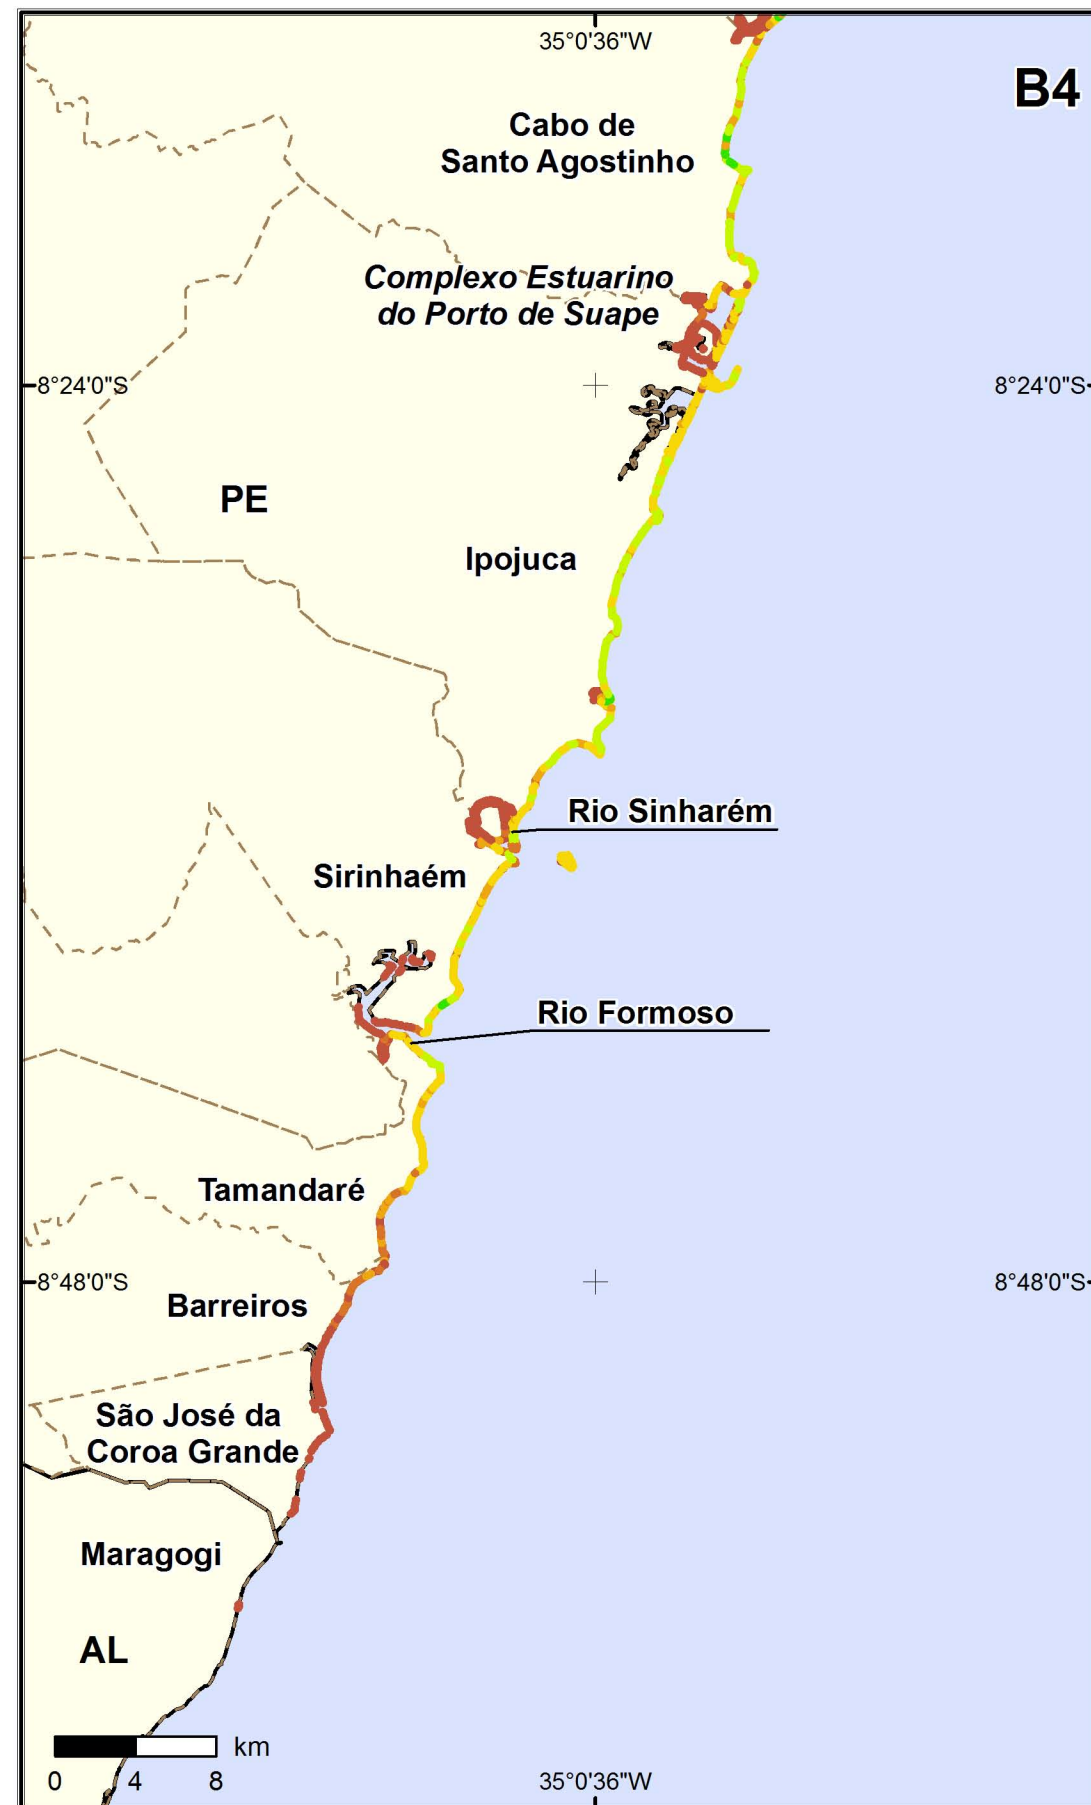 35°0'36"W
B4
Cabo de
Santo Agostinho
Complexo Estuarino
do Porto de Suape
8°24'0"S
8°24'0"S
PE
Ipojuca
Rio Sinharém
Sirinhaém
Rio Formoso
Tamandaré
8°48'0"S
8°48'0"S
Barreiros
São José da
Coroa Grande
Maragogi
AL
km
0 4 8
35°0'36"W